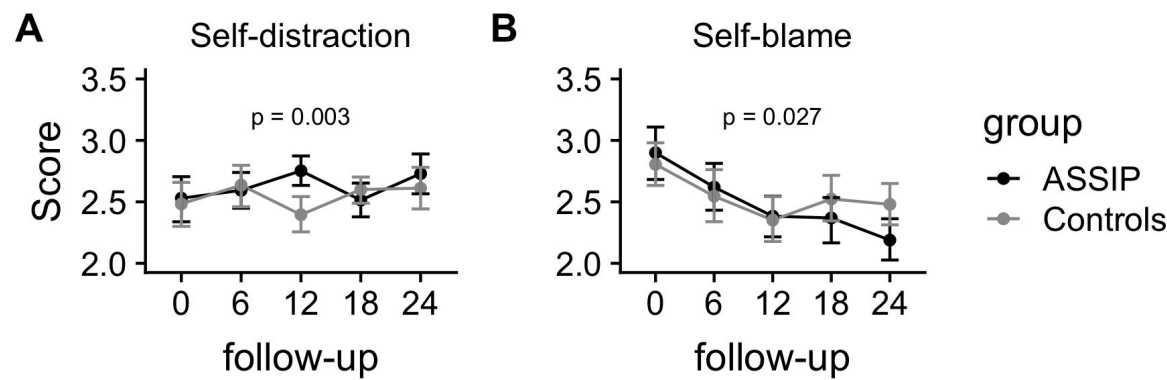 A
Self-distraction
3.5
3.0
2.5
2.0
Score
p = 0.003
0 6 12 18 24
follow-up
B
Self-blame
3.5
3.0
2.5
2.0
p = 0.027
0 6 12 18 24
follow-up
group
ASSIP
Controls